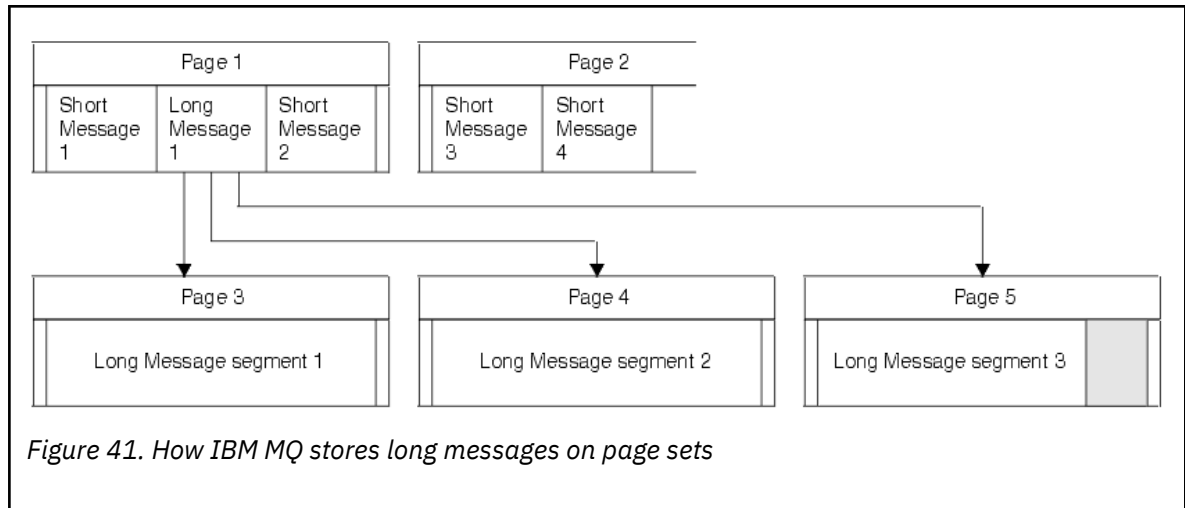 Page 1
Page 2
Short
Message
1
Long
Message
1
Short
Message
2
Short
Message
3
Short
Message
4
Page 3
Page 4
Page 5
Long Message segment 1
Long Message segment 2
Long Message segment 3
Figure 41. How IBM MQ stores long messages on page sets